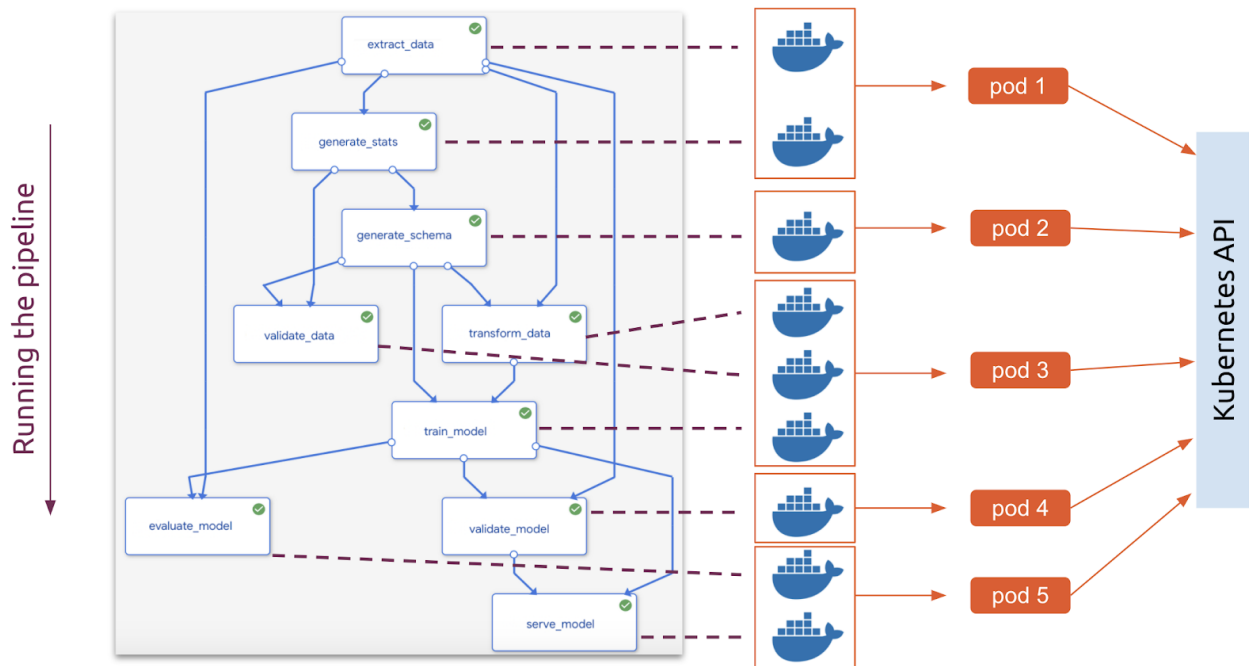 Running the pipeline
extract_data
generate_stats
generate_schema
validate_data
transform_data
train_model
evaluate_model
validate_model
serve_model
pod 1
pod 2
pod 3
pod 4
pod 5
Kubernetes API